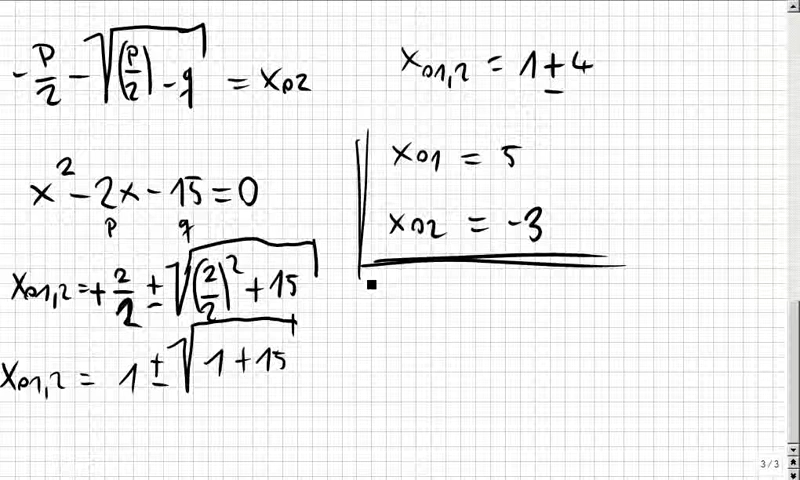 -p/2 - √((p/2) - q) = x02
x² - 2x - 15 = 0
p q
x01,2 = + 2/2 ± √((2/2)² + 15)
x01,2 = 1 ± √(1 + 15)
x01,2 = 1 ± 4
x01 = 5
x02 = -3
3 / 3